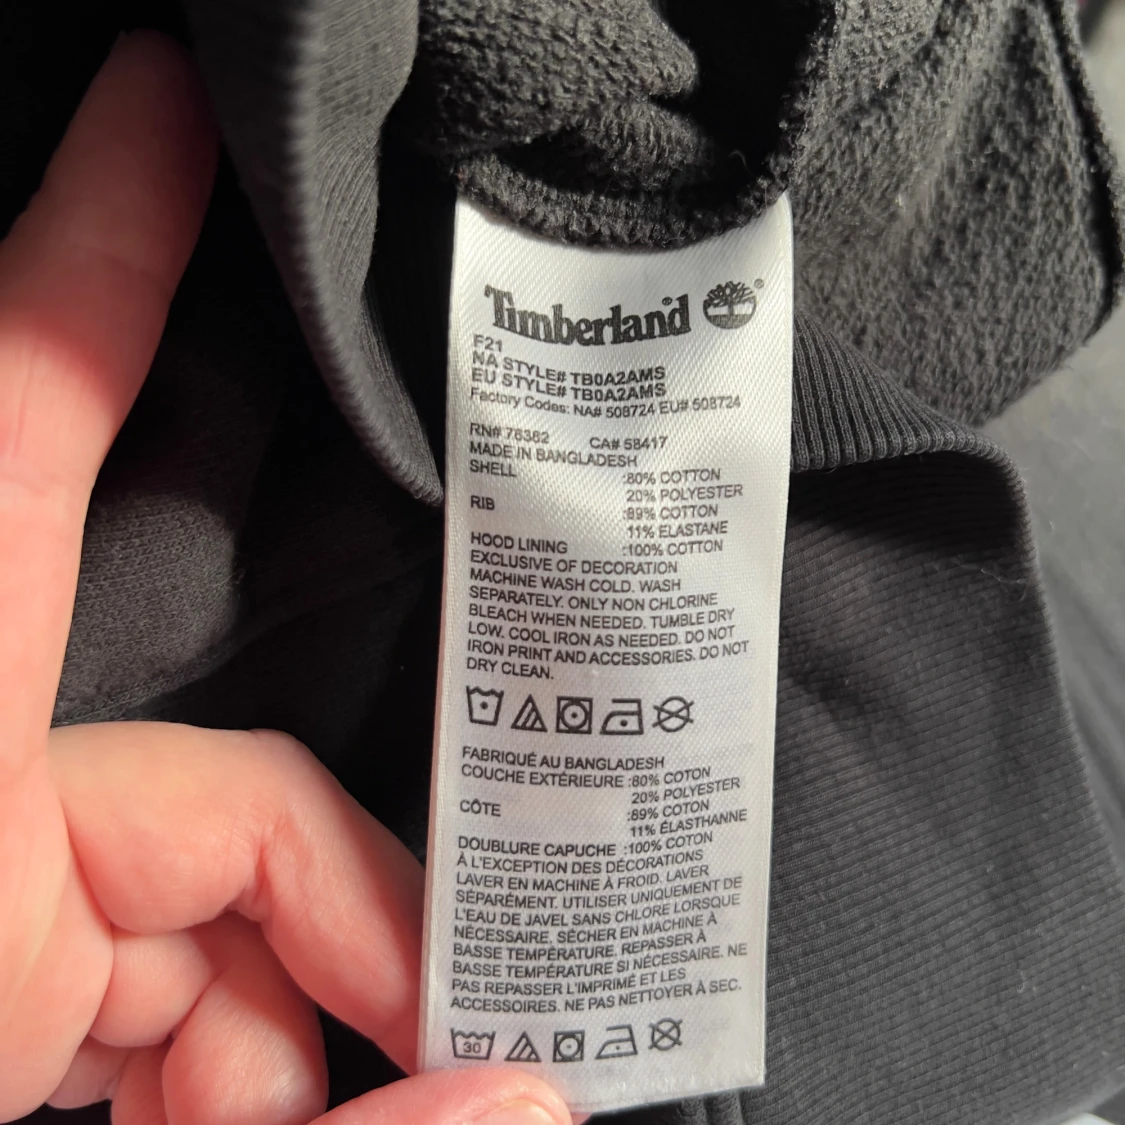 Timberland ®
F21
NA STYLE# TB0A2AMS
EU STYLE# TB0A2AMS
Factory Codes: NA# 508724 EU# 508724
RN# 76382 CA# 58417
MADE IN BANGLADESH
SHELL :80% COTTON
20% POLYESTER
RIB :89% COTTON
11% ELASTANE
HOOD LINING :100% COTTON
EXCLUSIVE OF DECORATION
MACHINE WASH COLD. WASH
SEPARATELY. ONLY NON CHLORINE
BLEACH WHEN NEEDED. TUMBLE DRY
LOW. COOL IRON AS NEEDED. DO NOT
IRON PRINT AND ACCESSORIES. DO NOT
DRY CLEAN.
FABRIQUÉ AU BANGLADESH
COUCHE EXTÉRIEURE :80% COTON
20% POLYESTER
CÔTE :89% COTON
11% ÉLASTHANNE
DOUBLURE CAPUCHE :100% COTON
À L'EXCEPTION DES DÉCORATIONS
LAVER EN MACHINE À FROID. LAVER
SÉPARÉMENT. UTILISER UNIQUEMENT DE
L'EAU DE JAVEL SANS CHLORE LORSQUE
NÉCESSAIRE. SÉCHER EN MACHINE À
BASSE TEMPÉRATURE. REPASSER À
BASSE TEMPÉRATURE SI NÉCESSAIRE. NE
PAS REPASSER L'IMPRIMÉ ET LES
ACCESSOIRES. NE PAS NETTOYER À SEC.
30